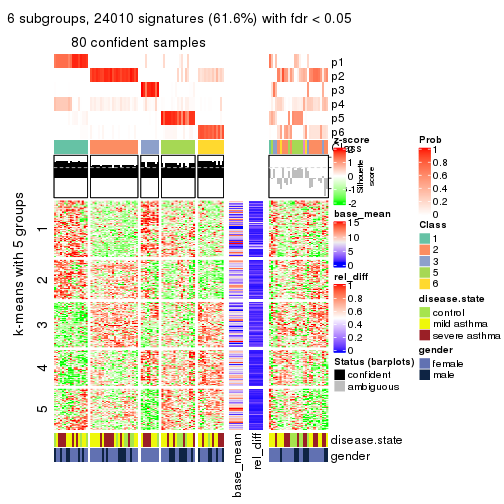 6 subgroups, 24010 signatures (61.6%) with fdr < 0.05
80 confident samples
p1
p2
p3
p4
p5
p6
Class
Silhouette
score
k-means with 5 groups
1
2
3
4
5
base_mean
rel_diff
disease.state
gender
z-score
2
1
0
-1
-2
base_mean
15
10
5
0
rel_diff
1
0.8
0.6
0.4
0.2
0
Status (barplots)
confident
ambiguous
Prob
1
0.8
0.6
0.4
0.2
0
Class
1
2
3
5
6
disease.state
control
mild asthma
severe asthma
gender
female
male